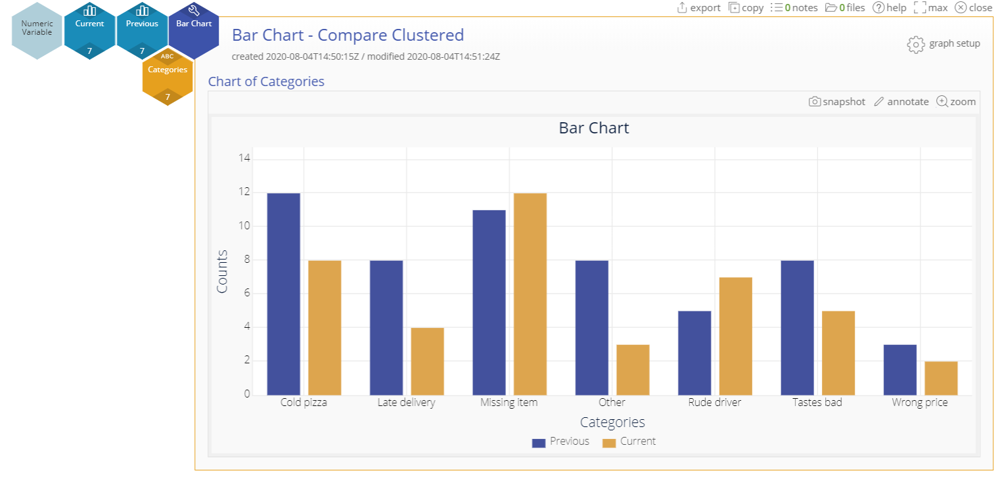 export copy 0 notes 0 files help max close
Numeric
Variable
Current
7
Previous
7
Bar Chart
ABC
Categories
7
Bar Chart - Compare Clustered
created 2020-08-04T14:50:15Z / modified 2020-08-04T14:51:24Z
graph setup
Chart of Categories
snapshot annotate zoom
Bar Chart
14
12
10
8
6
4
2
0
Counts
Cold pizza Late delivery Missing item Other Rude driver Tastes bad Wrong price
Categories
Previous Current